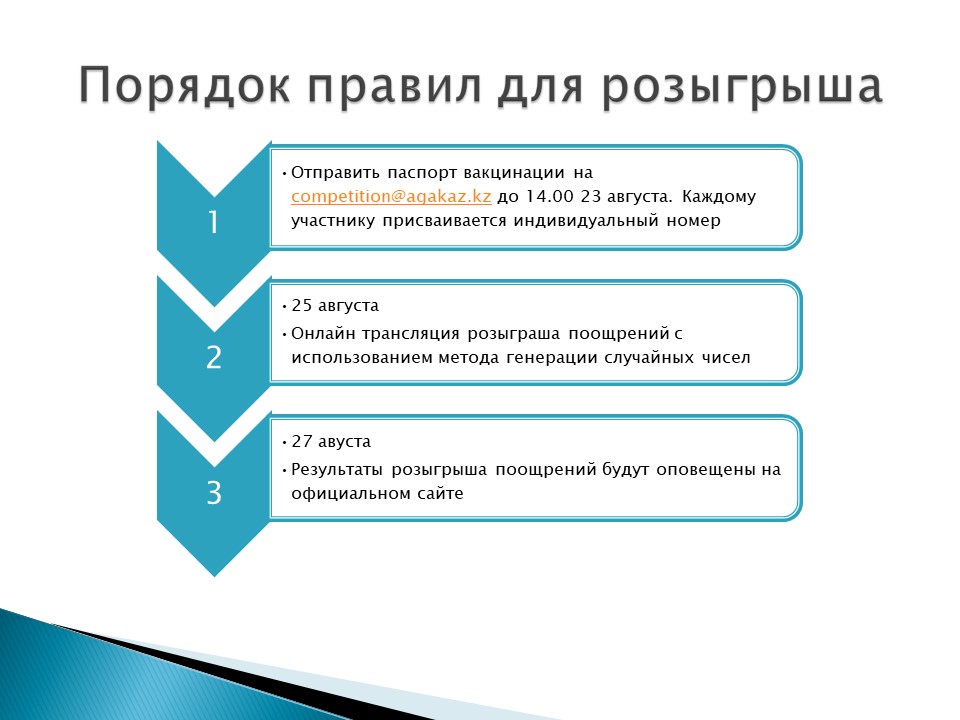 Порядок правил для розыгрыша
1
• Отправить паспорт вакцинации на
competition@agakaz.kz до 14.00 23 августа. Каждому
участнику присваивается индивидуальный номер
2
• 25 августа
• Онлайн трансляция розыграша поощрений с
использованием метода генерации случайных чисел
3
• 27 авуста
• Результаты розыгрыша поощрений будут оповещены на
официальном сайте